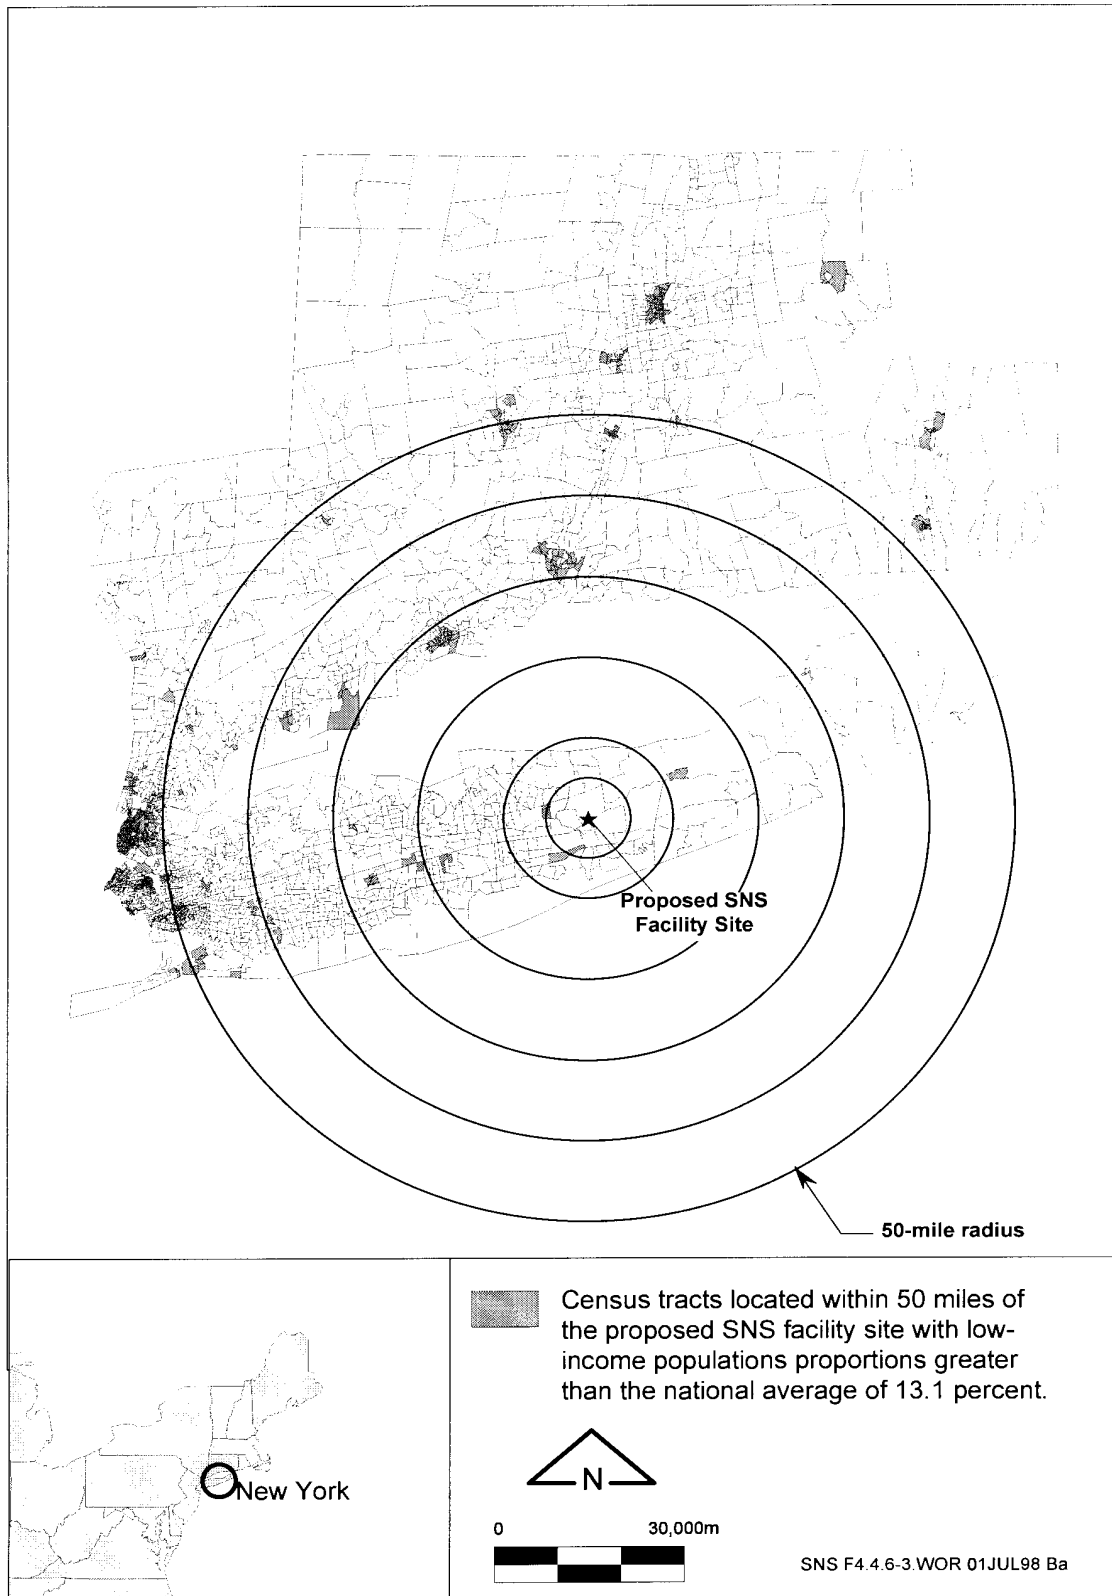 Proposed SNS
Facility Site
50-mile radius
Census tracts located within 50 miles of
the proposed SNS facility site with low-
income populations proportions greater
than the national average of 13.1 percent.
N
New York
0 30,000m
SNS F4.4.6-3.WOR 01JUL98 Ba